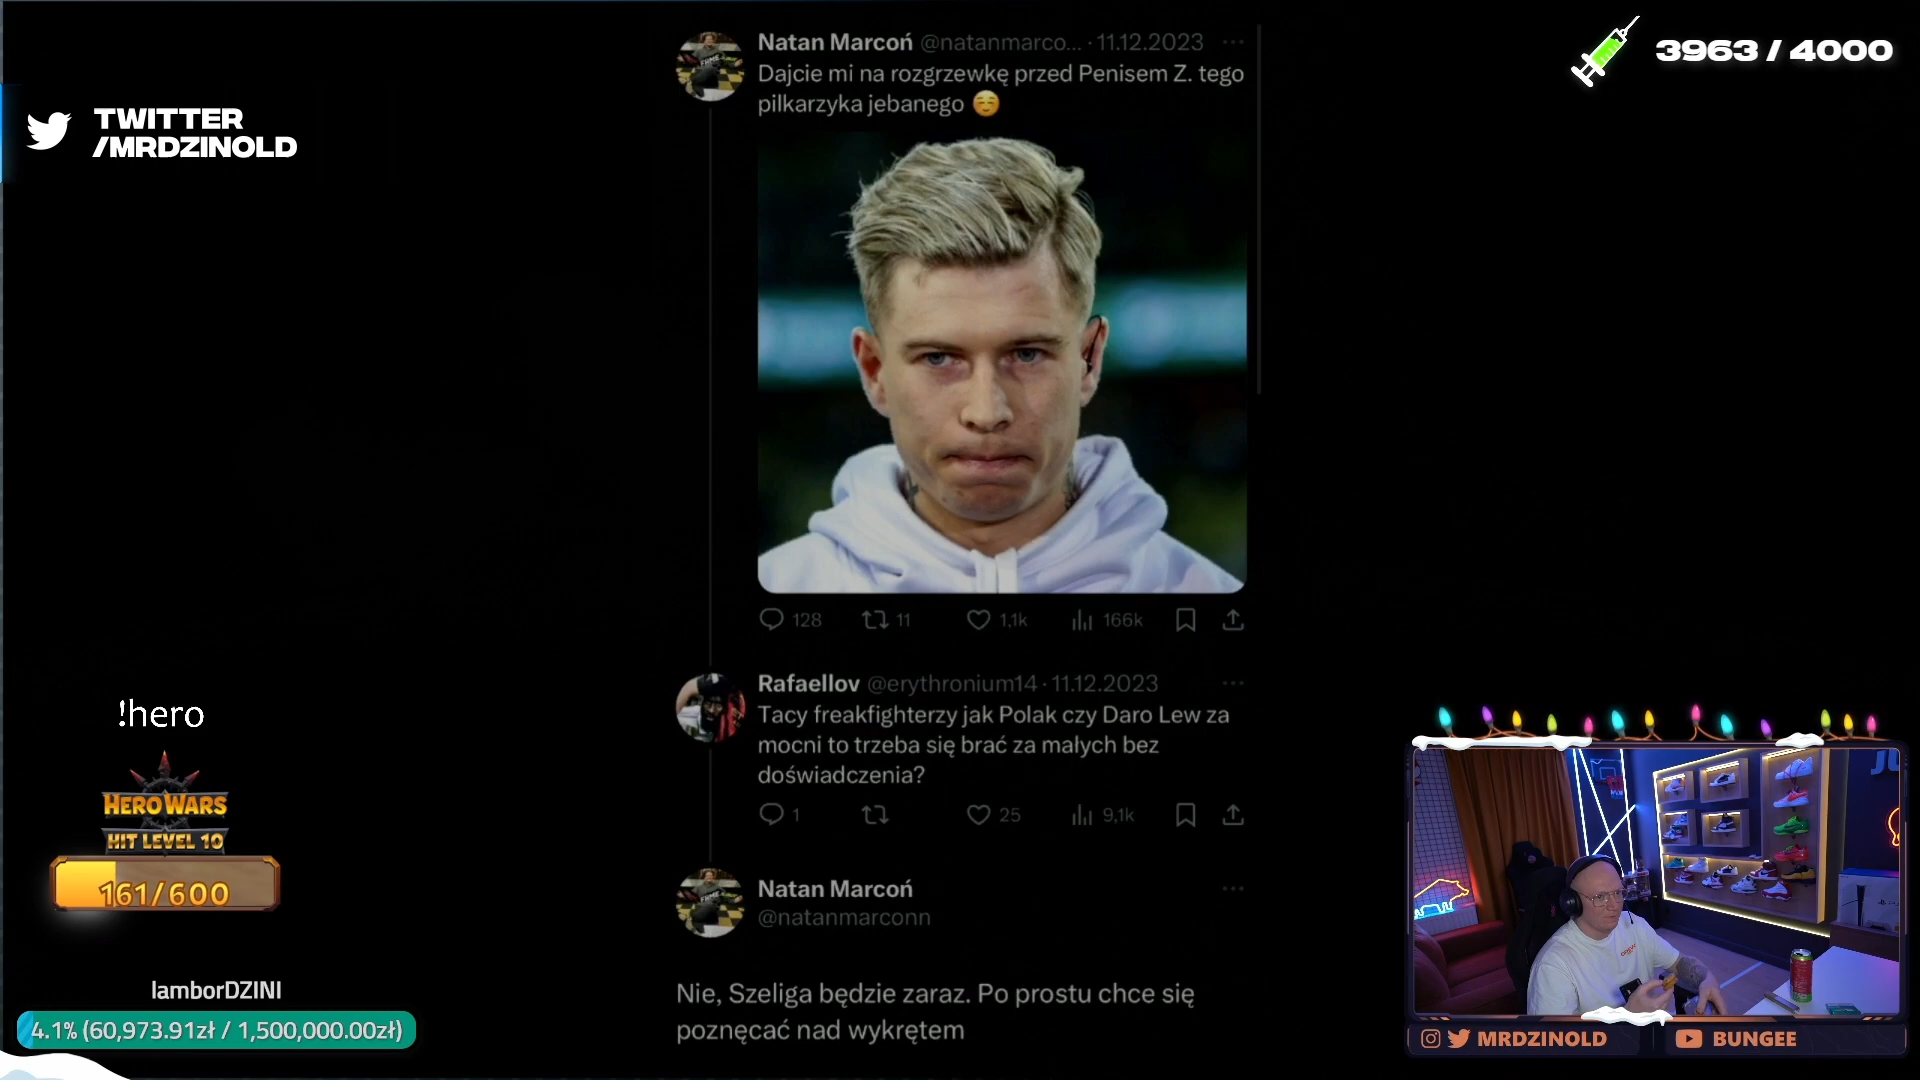 Natan Marcoń @natanmarco... · 11.12.2023
Dajcie mi na rozgrzewkę przed Penisem Z. tego
pilkarzyka jebanego ☺️
128 11 1,1k 166k
Rafaellov @erythronium14 · 11.12.2023
Tacy freakfighterzy jak Polak czy Daro Lew za
mocni to trzeba się brać za malych bez
doświadczenia?
1 25 9,1k
Natan Marcoń
@natanmarconn
Nie, Szeliga będzie zaraz. Po prostu chce się
poznęcać nad wykrętem
TWITTER
/MRDZINOLD
3963 / 4000
!hero
HERO WARS
HIT LEVEL 10
161/600
lamborDZINI
4.1% (60,973.91zł / 1,500,000.00zł)
MRDZINOLD
BUNGEE